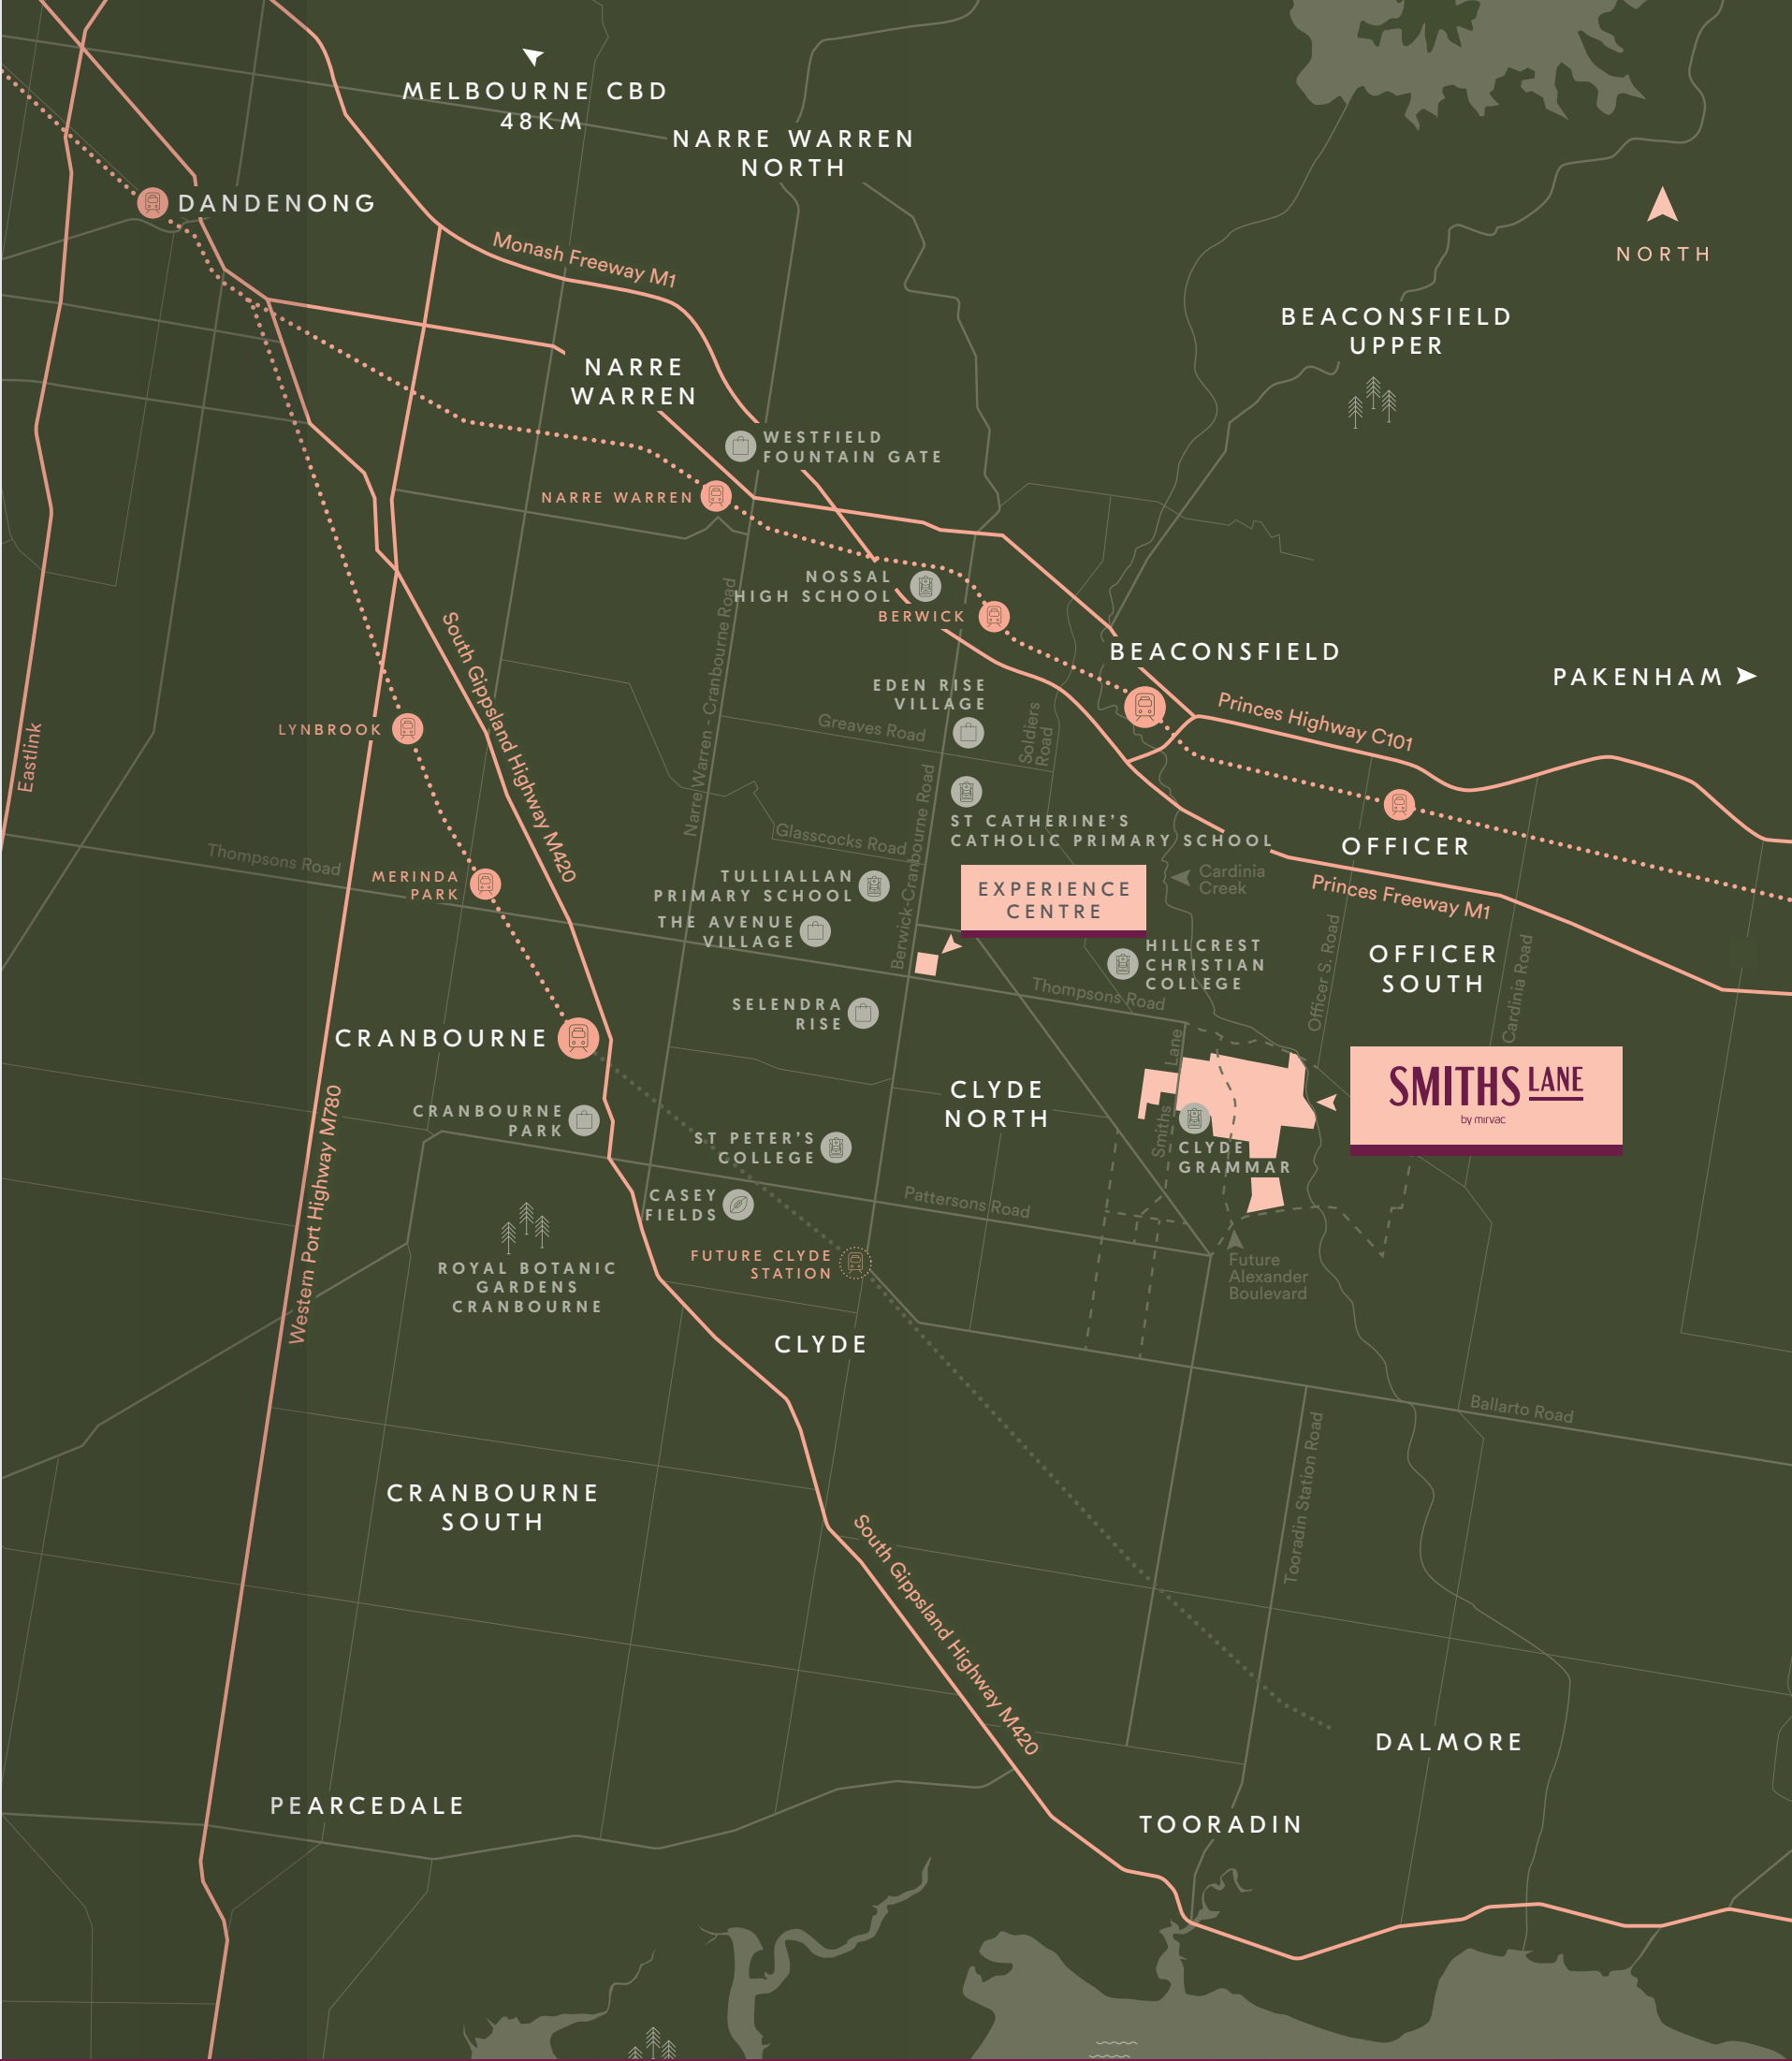 MELBOURNE CBD
48KM
NARRE WARREN
NORTH
DANDENONG
NORTH
Monash Freeway M1
BEACONSFIELD
UPPER
NARRE
WARREN
WESTFIELD
FOUNTAIN GATE
NARRE WARREN
NOSSAL
HIGH SCHOOL
BERWICK
BEACONSFIELD
PAKENHAM
EDEN RISE
VILLAGE
Princes Highway C101
Greaves Road
Soldiers
Road
Narre Warren - Cranbourne Road
South Gippsland Highway M420
LYNBROOK
Eastlink
ST CATHERINE'S
CATHOLIC PRIMARY SCHOOL
Glasscocks Road
Berwick-Cranbourne Road
OFFICER
Thompsons Road
MERINDA
PARK
TULLIALLAN
PRIMARY SCHOOL
EXPERIENCE
CENTRE
Cardinia
Creek
Princes Freeway M1
THE AVENUE
VILLAGE
HILLCREST
CHRISTIAN
COLLEGE
Officer S. Road
OFFICER
SOUTH
Cardinia Road
Thompsons Road
SELENDRA
RISE
CRANBOURNE
Smiths Lane
SMITHS LANE
by mirvac
CLYDE
NORTH
CRANBOURNE
PARK
ST PETER'S
COLLEGE
CLYDE
GRAMMAR
Western Port Highway M780
CASEY
FIELDS
Pattersons Road
ROYAL BOTANIC
GARDENS
CRANBOURNE
FUTURE CLYDE
STATION
Future
Alexander
Boulevard
CLYDE
Ballarto Road
Tooradin Station Road
CRANBOURNE
SOUTH
South Gippsland Highway M420
DALMORE
PEARCEDALE
TOORADIN